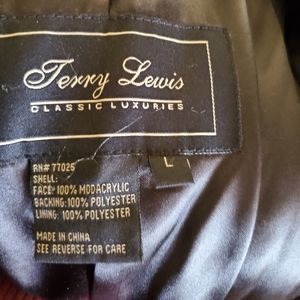 Terry Lewis
CLASSIC LUXURIES
L
RN# 77025
SHELL:
FACE: 100% MODACRYLIC
BACKING: 100% POLYESTER
LINING: 100% POLYESTER
MADE IN CHINA
SEE REVERSE FOR CARE